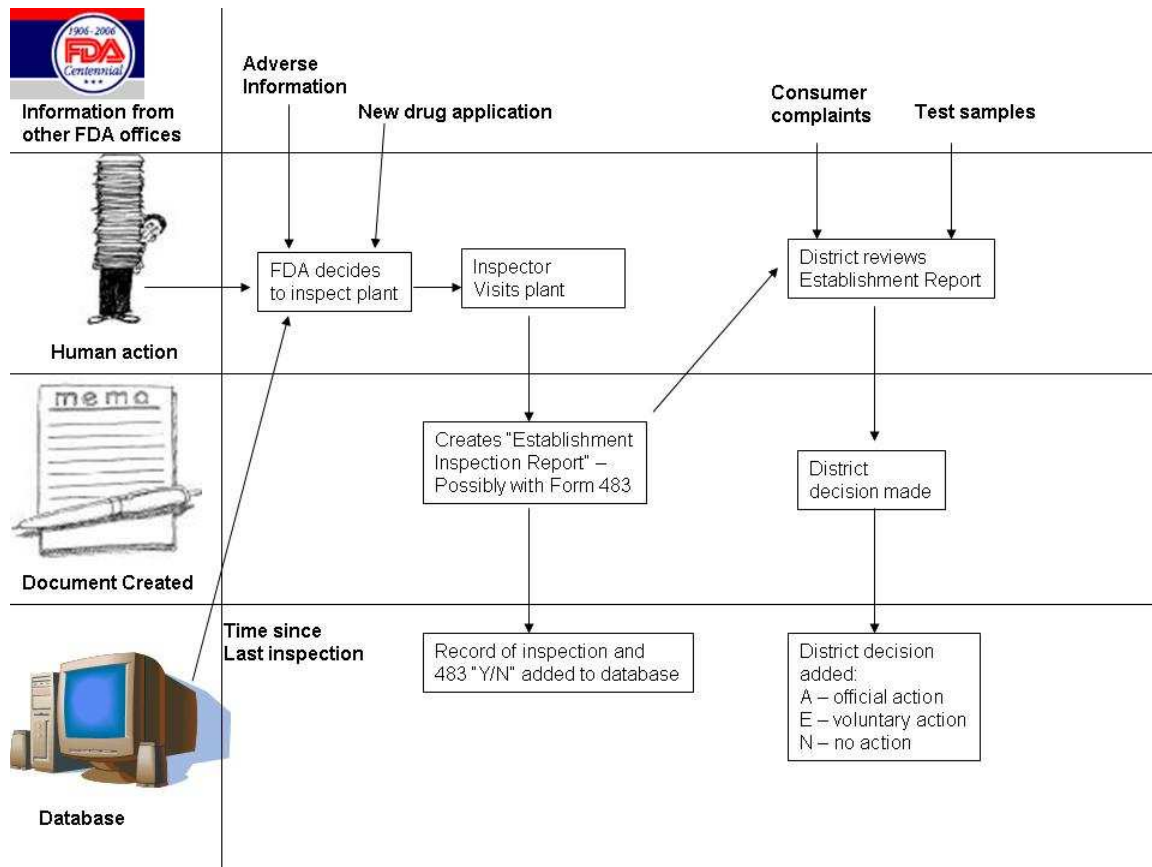 1906-2006
FDA
Centennial
Information from
other FDA offices
Adverse
Information
New drug application
Consumer
complaints
Test samples
Human action
FDA decides
to inspect plant
Inspector
Visits plant
District reviews
Establishment Report
memo
Document Created
Creates "Establishment
Inspection Report" –
Possibly with Form 483
District
decision made
Database
Time since
Last inspection
Record of inspection and
483 "Y/N" added to database
District decision
added:
A – official action
E – voluntary action
N – no action